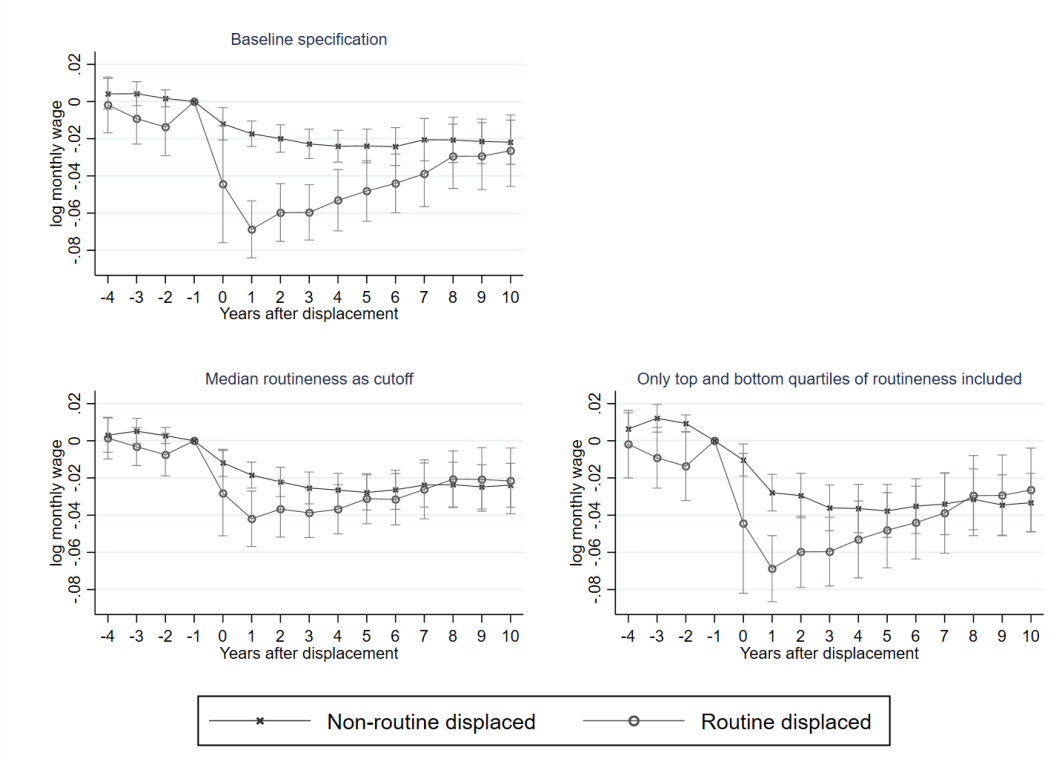 Baseline specification
log monthly wage
.02
0
-.02
-.04
-.06
-.08
-4 -3 -2 -1 0 1 2 3 4 5 6 7 8 9 10
Years after displacement
Median routineness as cutoff
log monthly wage
.02
0
-.02
-.04
-.06
-.08
-4 -3 -2 -1 0 1 2 3 4 5 6 7 8 9 10
Years after displacement
Only top and bottom quartiles of routineness included
log monthly wage
.02
0
-.02
-.04
-.06
-.08
-4 -3 -2 -1 0 1 2 3 4 5 6 7 8 9 10
Years after displacement
Non-routine displaced
Routine displaced